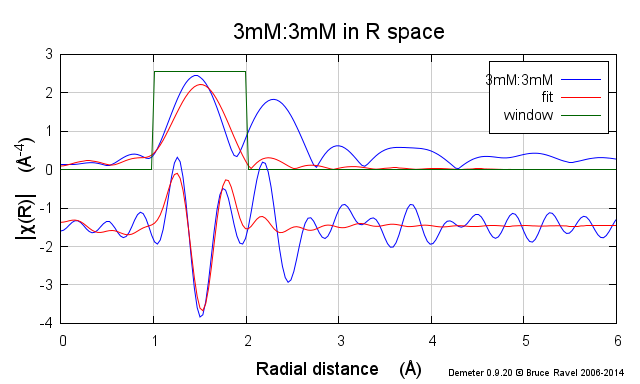 3mM:3mM in R space
3mM:3mM
fit
window
|χ(R)| (Å⁻⁴)
3
2
1
0
-1
-2
-3
-4
0 1 2 3 4 5 6
Radial distance (Å)
Demeter 0.9.20 © Bruce Ravel 2006-2014